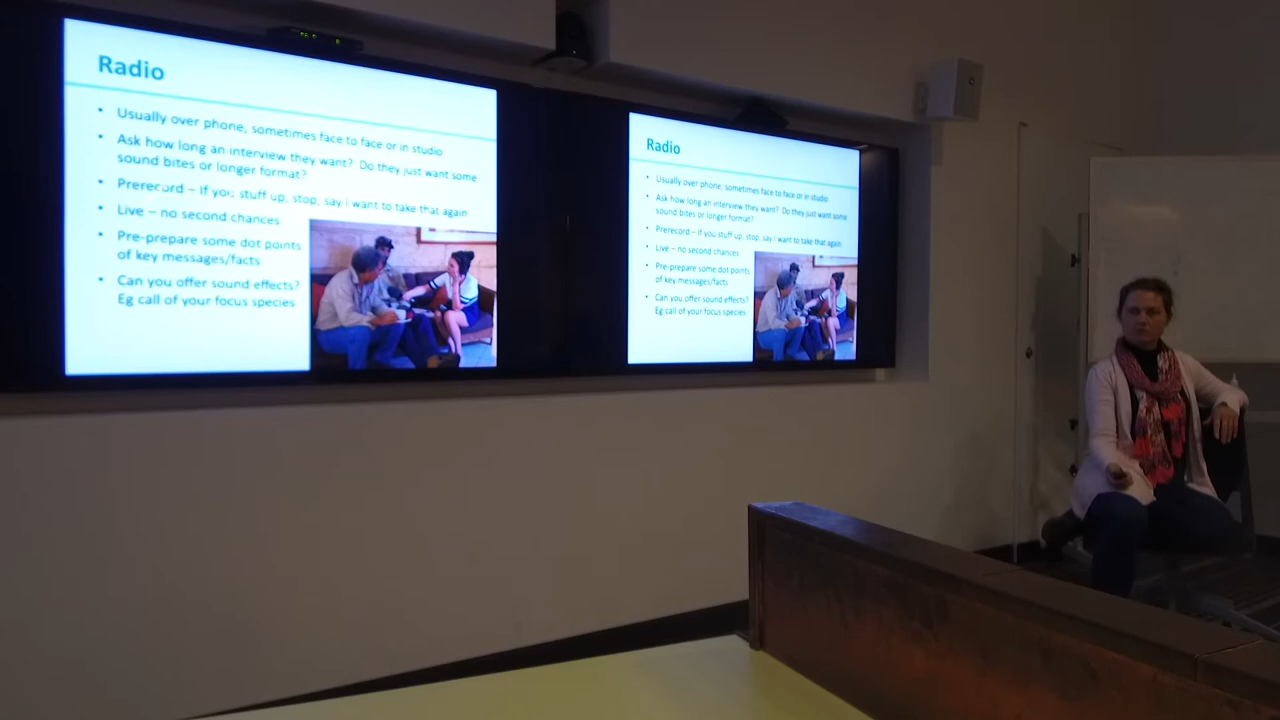 Radio
• Usually over phone, sometimes face to face or in studio
• Ask how long an interview they want? Do they just want some
sound bites or longer format?
• Prerecord – If you stuff up, stop, say I want to take that again
• Live – no second chances
• Pre-prepare some dot points
of key messages/facts
• Can you offer sound effects?
Eg call of your focus species
Radio
• Usually over phone, sometimes face to face or in studio
• Ask how long an interview they want? Do they just want some
sound bites or longer format?
• Prerecord – If you stuff up, stop, say I want to take that again
• Live – no second chances
• Pre-prepare some dot points
of key messages/facts
• Can you offer sound effects?
Eg call of your focus species